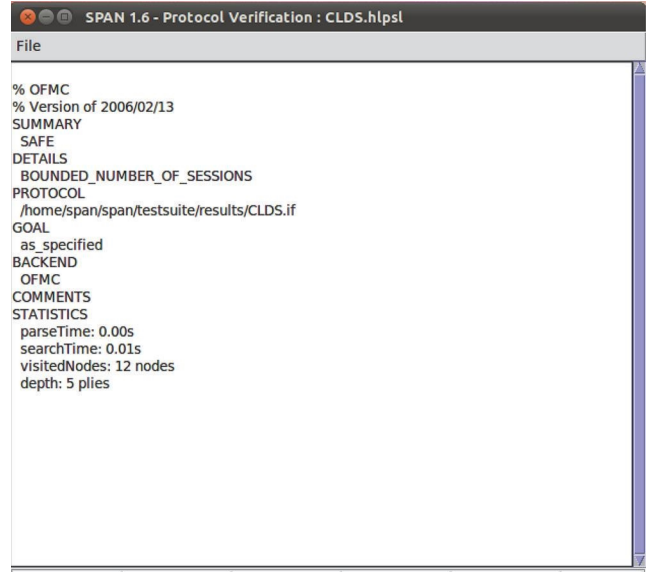 SPAN 1.6 - Protocol Verification : CLDS.hlpsl
File
% OFMC
% Version of 2006/02/13
SUMMARY
SAFE
DETAILS
BOUNDED_NUMBER_OF_SESSIONS
PROTOCOL
/home/span/span/testsuite/results/CLDS.if
GOAL
as_specified
BACKEND
OFMC
COMMENTS
STATISTICS
parseTime: 0.00s
searchTime: 0.01s
visitedNodes: 12 nodes
depth: 5 plies